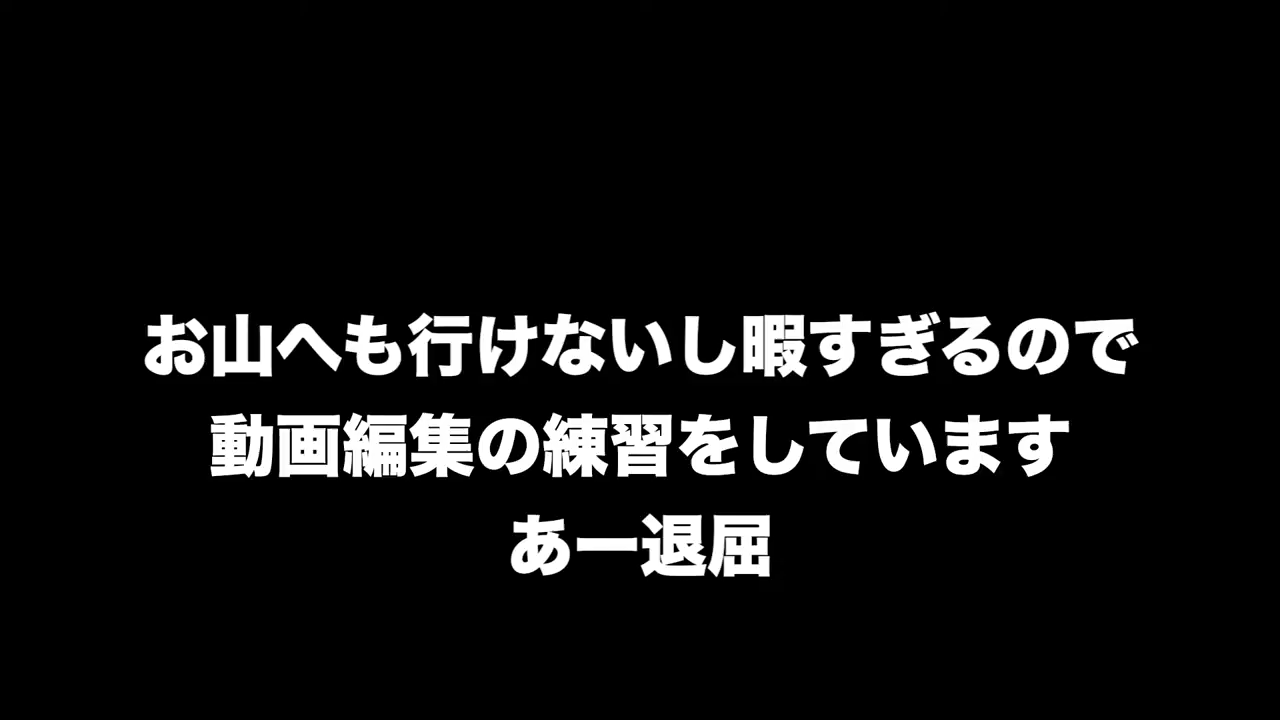 お山へも行けないし暇すぎるので
動画編集の練習をしています
あー退屈